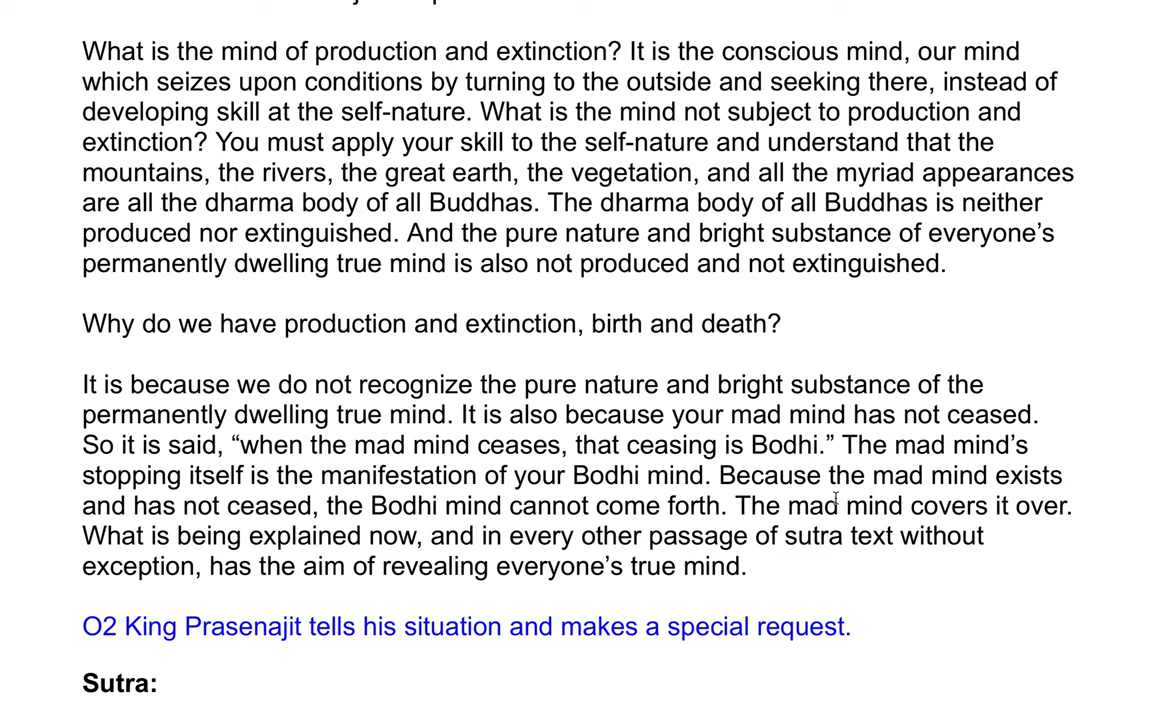 What is the mind of production and extinction? It is the conscious mind, our mind
which seizes upon conditions by turning to the outside and seeking there, instead of
developing skill at the self-nature. What is the mind not subject to production and
extinction? You must apply your skill to the self-nature and understand that the
mountains, the rivers, the great earth, the vegetation, and all the myriad appearances
are all the dharma body of all Buddhas. The dharma body of all Buddhas is neither
produced nor extinguished. And the pure nature and bright substance of everyone’s
permanently dwelling true mind is also not produced and not extinguished.
Why do we have production and extinction, birth and death?
It is because we do not recognize the pure nature and bright substance of the
permanently dwelling true mind. It is also because your mad mind has not ceased.
So it is said, “when the mad mind ceases, that ceasing is Bodhi.” The mad mind’s
stopping itself is the manifestation of your Bodhi mind. Because the mad mind exists
and has not ceased, the Bodhi mind cannot come forth. The mad mind covers it over.
What is being explained now, and in every other passage of sutra text without
exception, has the aim of revealing everyone’s true mind.
O2 King Prasenajit tells his situation and makes a special request.
Sutra: